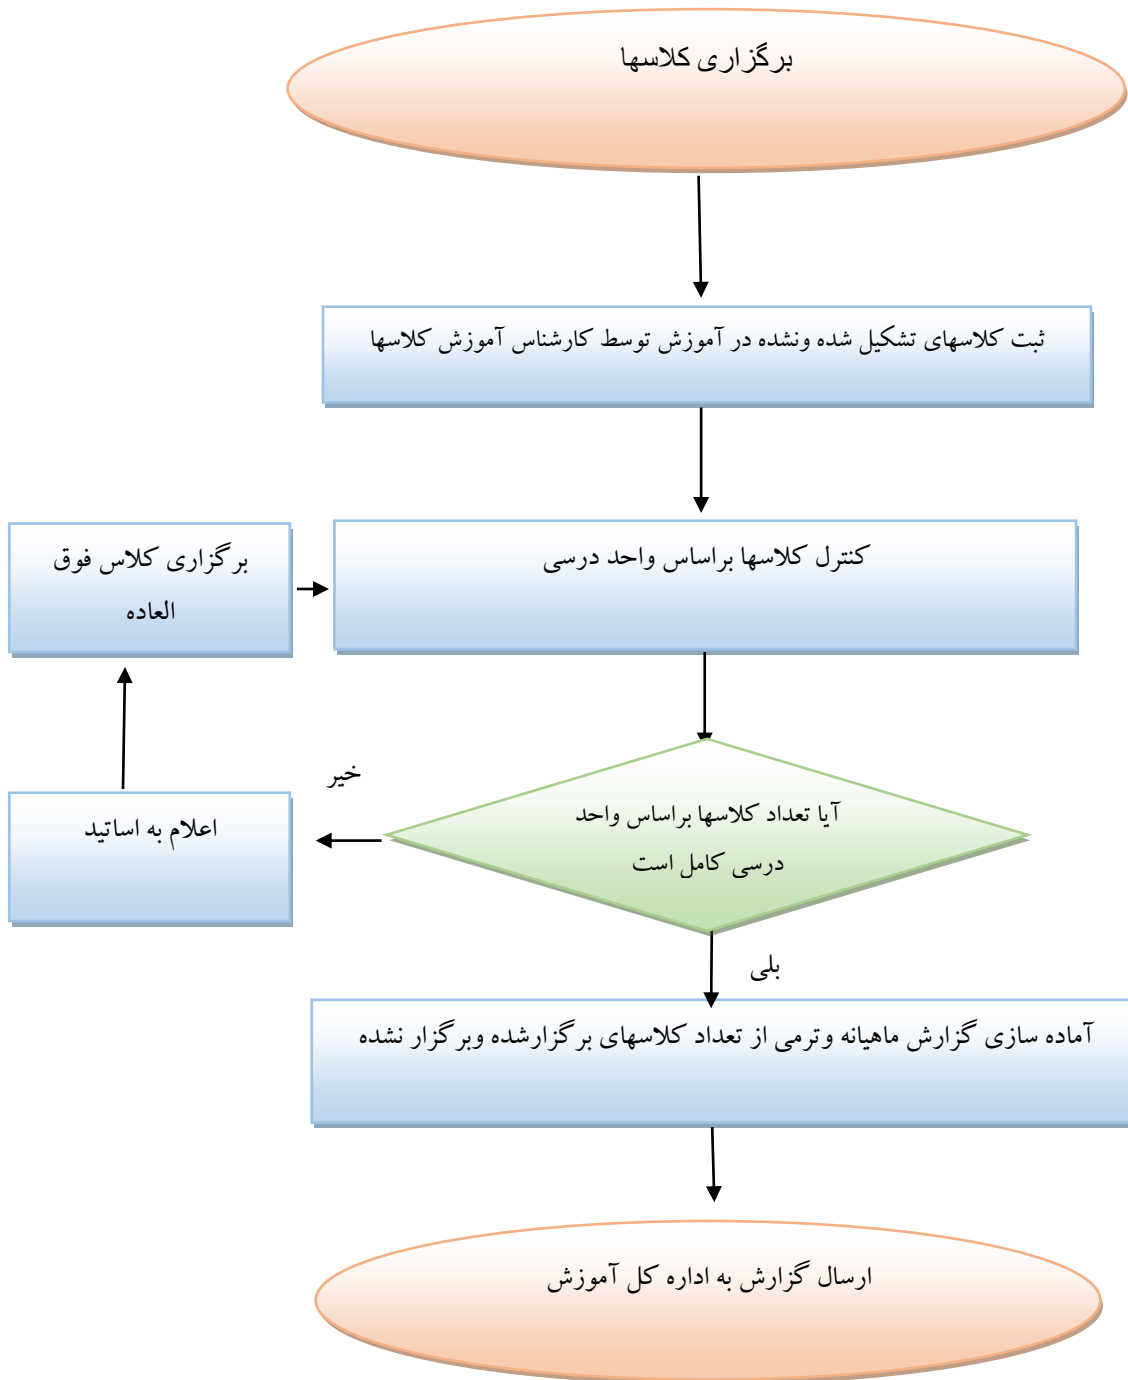 برگزاری کلاسها
ثبت کلاسهای تشکیل شده ونشده در آموزش توسط کارشناس آموزش کلاسها
کنترل کلاسها براساس واحد درسی
برگزاری کلاس فوق
العاده
آیا تعداد کلاسها براساس واحد
درسی کامل است
خیر
اعلام به اساتید
بلی
آماده سازی گزارش ماهیانه وترمی از تعداد کلاسهای برگزارشده وبرگزار نشده
ارسال گزارش به اداره کل آموزش